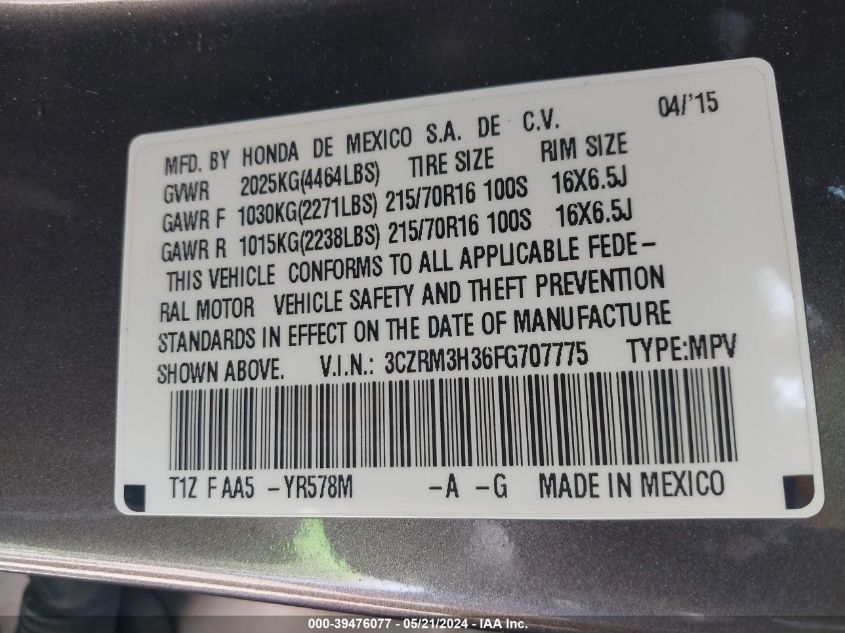 04/'15
MFD. BY HONDA DE MEXICO S.A. DE C.V.
GVWR 2025KG(4464LBS) TIRE SIZE RIM SIZE
GAWR F 1030KG(2271LBS) 215/70R16 100S 16X6.5J
GAWR R 1015KG(2238LBS) 215/70R16 100S 16X6.5J
THIS VEHICLE CONFORMS TO ALL APPLICABLE FEDE-
RAL MOTOR VEHICLE SAFETY AND THEFT PREVENTION
STANDARDS IN EFFECT ON THE DATE OF MANUFACTURE
SHOWN ABOVE. V.I.N.: 3CZRM3H36FG707775 TYPE:MPV
T1Z F AA5 -YR578M -A -G MADE IN MEXICO
000-39476077 - 05/21/2024 - IAA Inc.